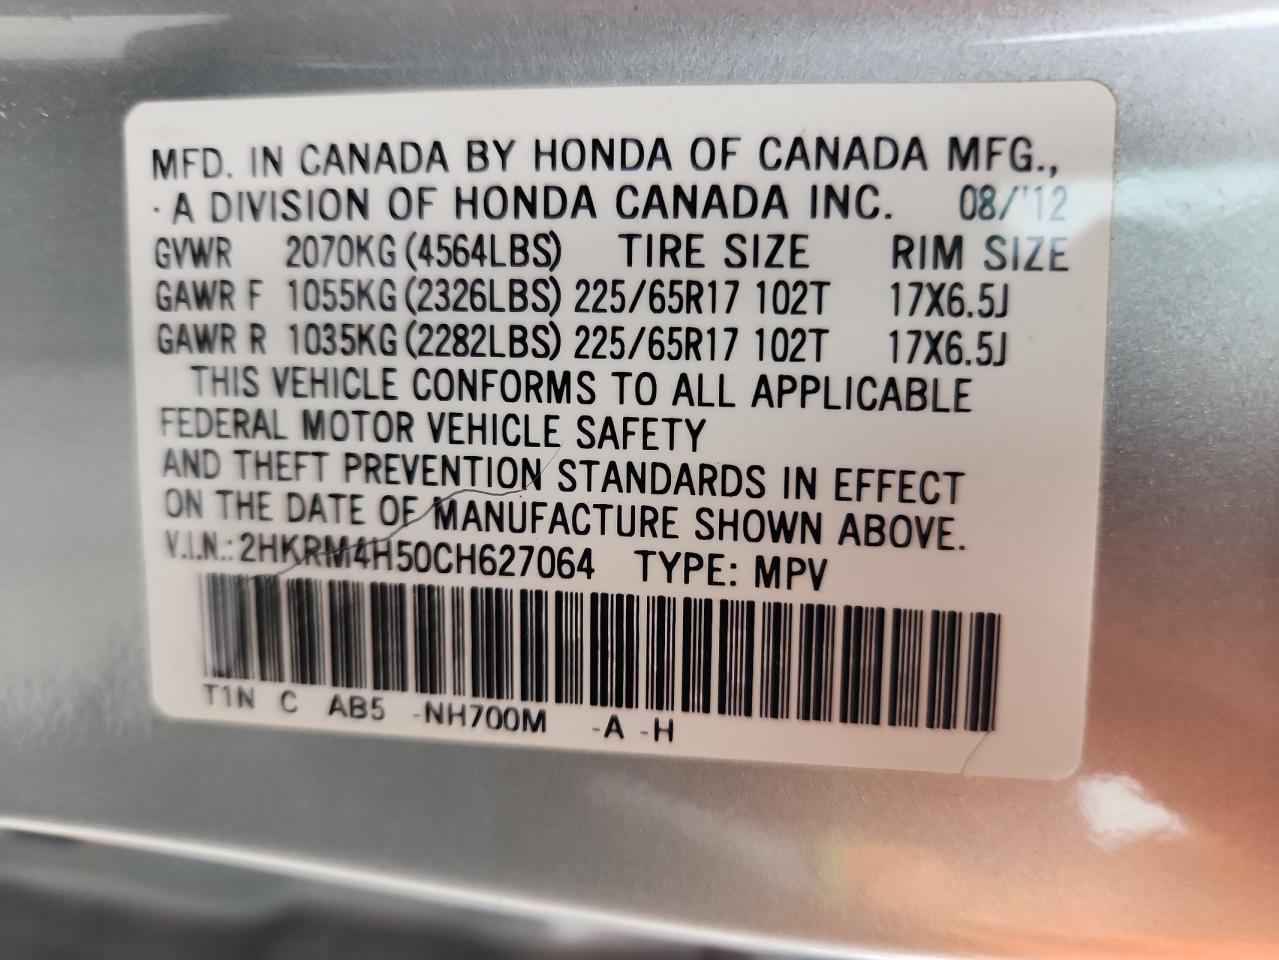 MFD. IN CANADA BY HONDA OF CANADA MFG.,
A DIVISION OF HONDA CANADA INC. 08/'12
GVWR 2070KG (4564LBS) TIRE SIZE RIM SIZE
GAWR F 1055KG (2326LBS) 225/65R17 102T 17X6.5J
GAWR R 1035KG (2282LBS) 225/65R17 102T 17X6.5J
THIS VEHICLE CONFORMS TO ALL APPLICABLE
FEDERAL MOTOR VEHICLE SAFETY
AND THEFT PREVENTION STANDARDS IN EFFECT
ON THE DATE OF MANUFACTURE SHOWN ABOVE.
V.I.N.: 2HKRM4H50CH627064 TYPE: MPV
T1N C AB5 -NH700M -A -H